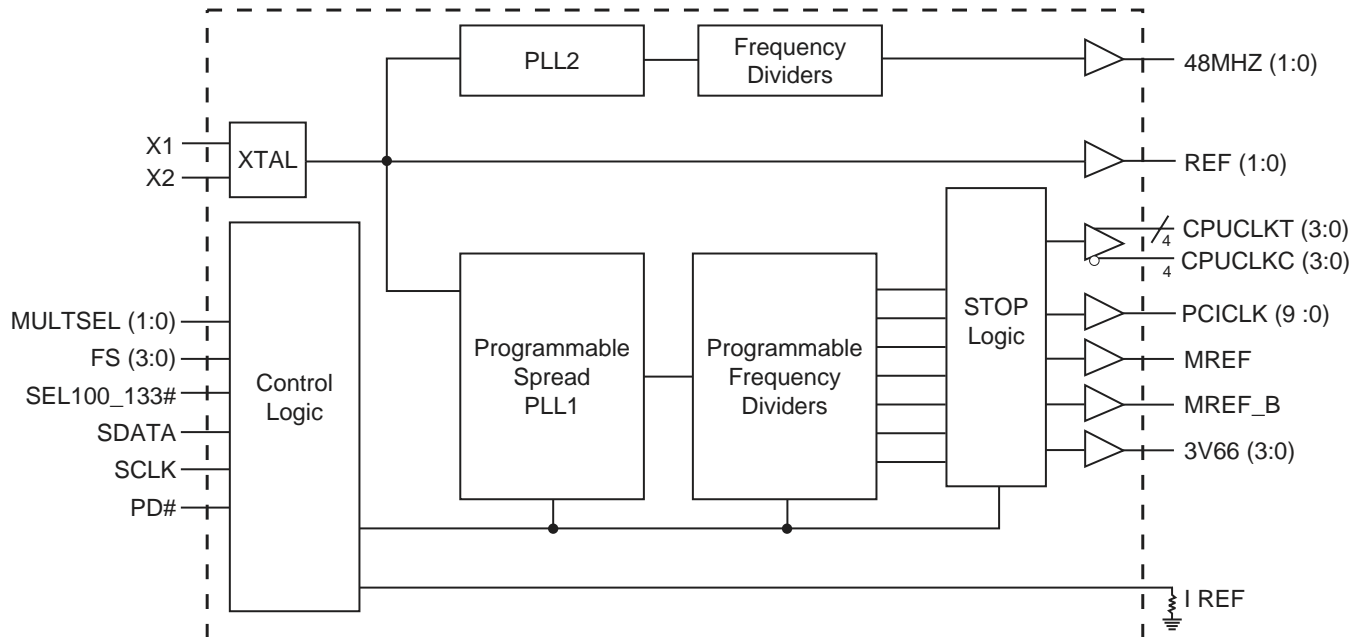 PLL2
Frequency
Dividers
48MHZ (1:0)
X1
X2
XTAL
REF (1:0)
CPUCLKT (3:0)
4
CPUCLKC (3:0)
4
MULTSEL (1:0)
FS (3:0)
SEL100_133#
SDATA
SCLK
PD#
Control
Logic
Programmable
Spread
PLL1
Programmable
Frequency
Dividers
STOP
Logic
PCICLK (9 :0)
MREF
MREF_B
3V66 (3:0)
I REF